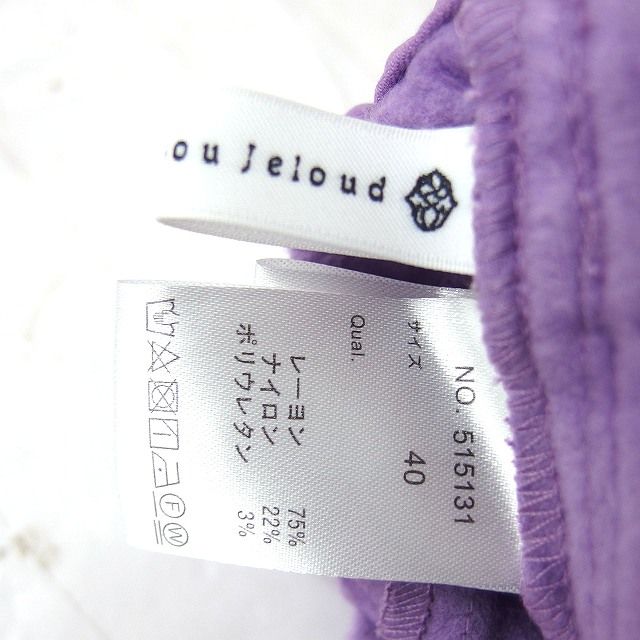 ou Jeloud
NO. 515131
サイズ 40
Qual.
レーヨン 75%
ナイロン 22%
ポリウレタン 3%
F
W